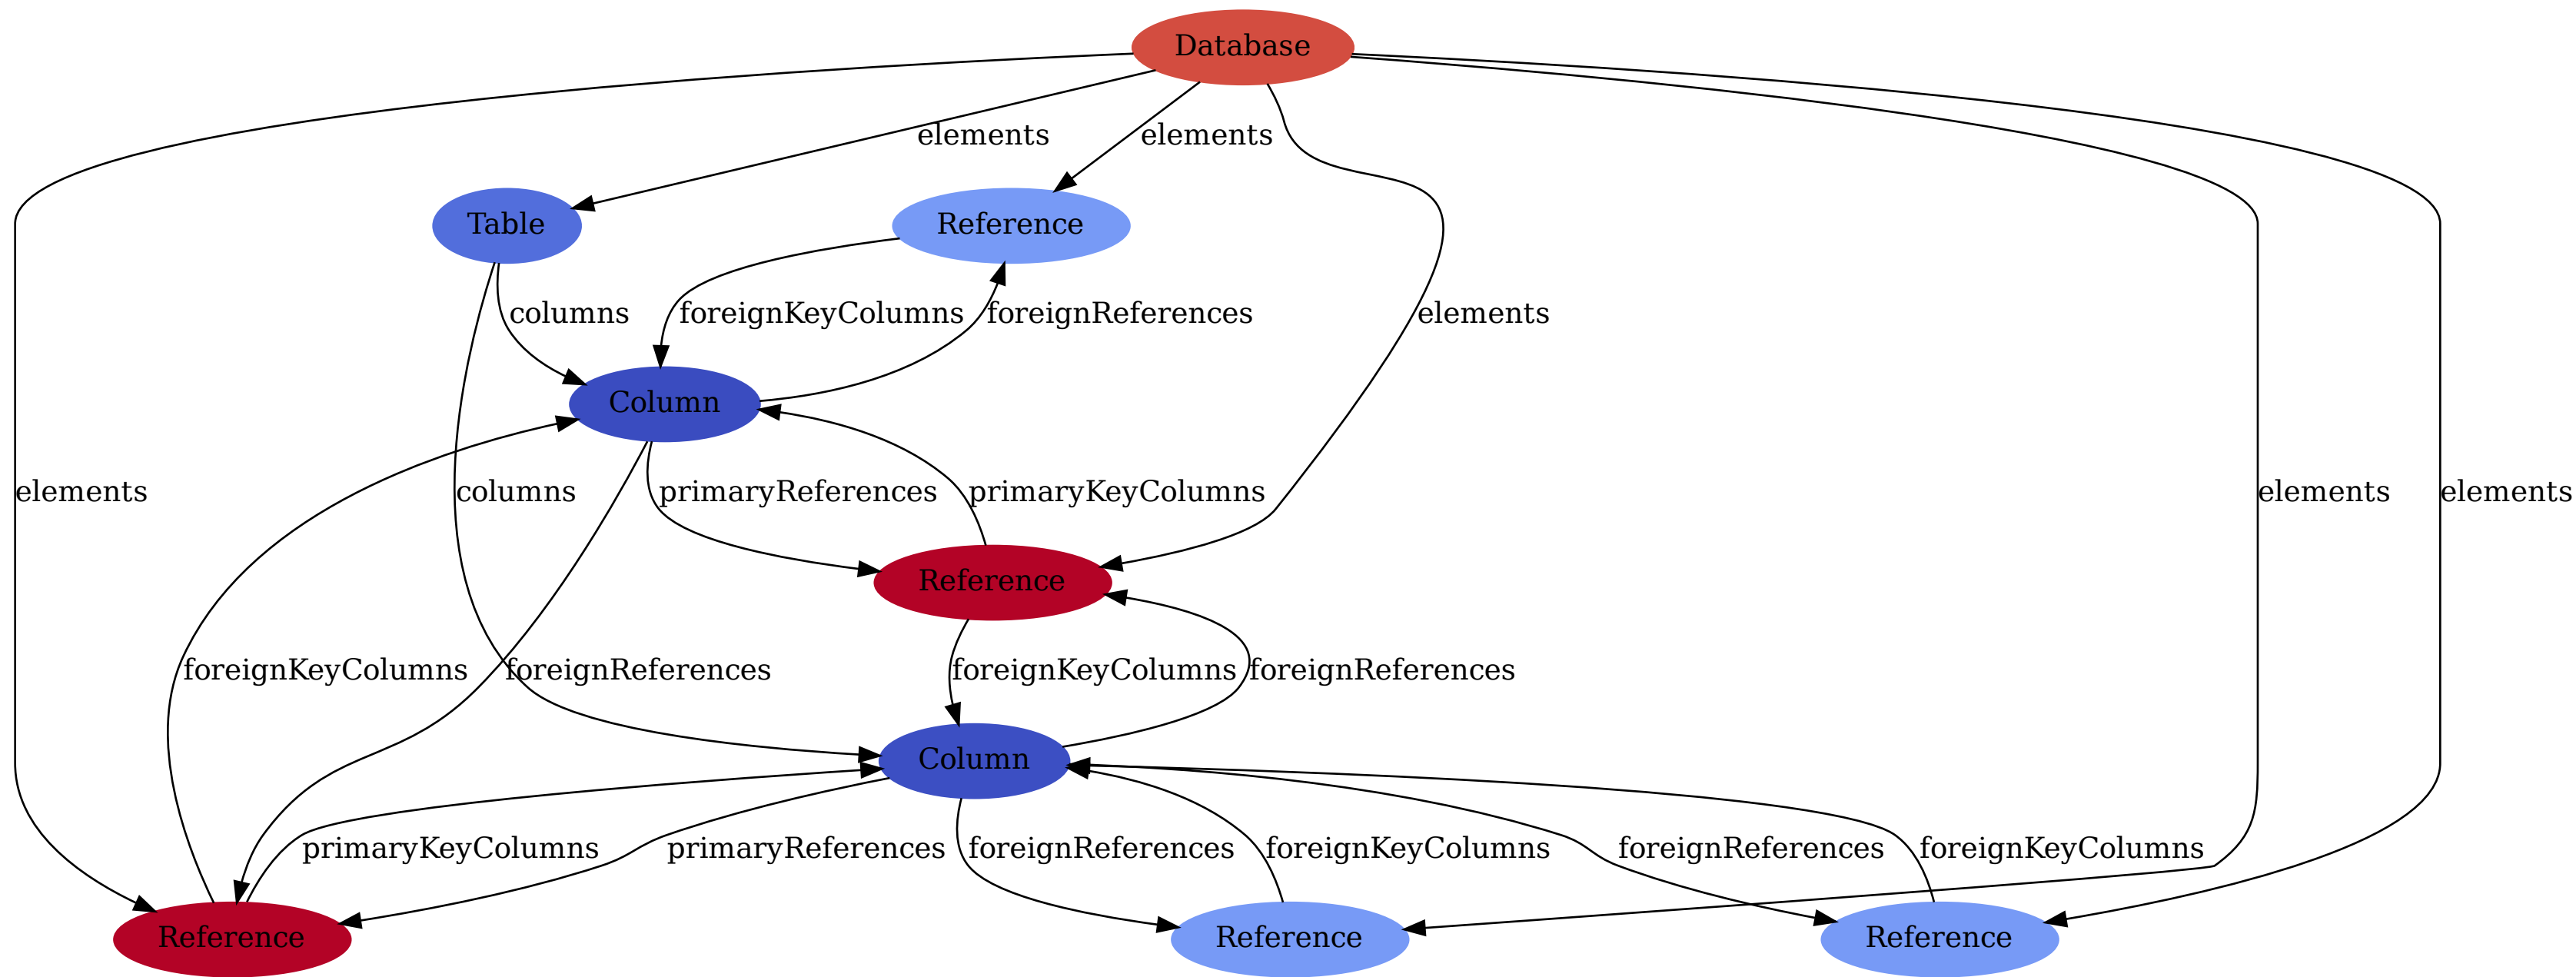 Database
elements
elements
Table
Reference
columns
foreignKeyColumns
foreignReferences
elements
Column
elements
columns
primaryReferences
primaryKeyColumns
elements
elements
Reference
foreignKeyColumns
foreignReferences
foreignKeyColumns
foreignReferences
Column
primaryKeyColumns
primaryReferences
foreignReferences
foreignKeyColumns
foreignReferences
foreignKeyColumns
Reference
Reference
Reference